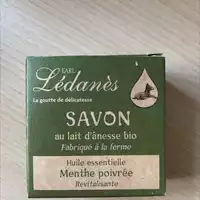 EARL
Lédanès
La goutte de délicatesse
SAVON
au lait d'ânesse bio
Fabriqué à la ferme
Huile essentielle
Menthe poivrée
Revitalisante